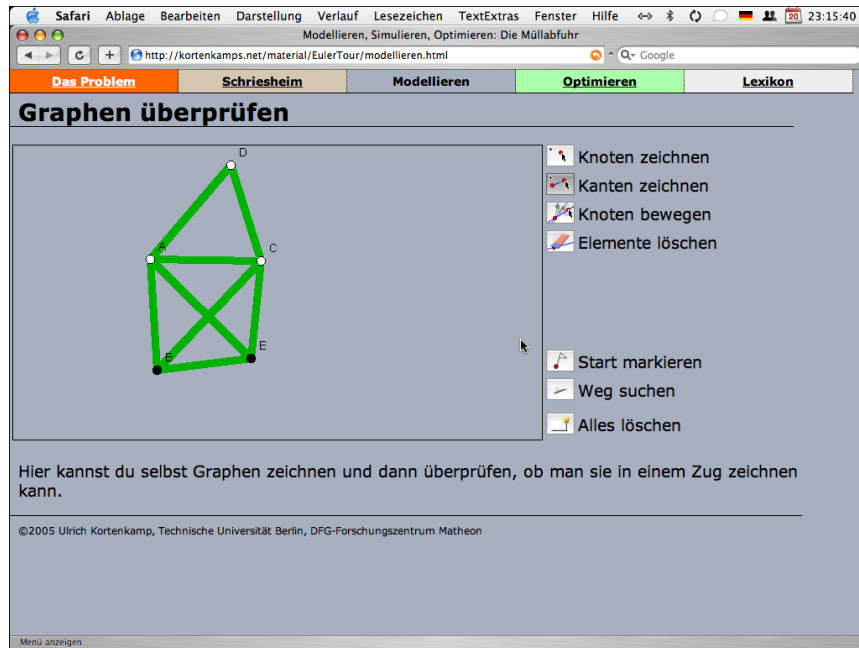 Safari Ablage Bearbeiten Darstellung Verlauf Lesezeichen TextExtras Fenster Hilfe 20 23:15:40
Modellieren, Simulieren, Optimieren: Die Müllabfuhr
http://kortenkamps.net/material/EulerTour/modellieren.html Q Google
Das Problem Schriesheim Modellieren Optimieren Lexikon
Graphen überprüfen
D
A
C
B
E
Knoten zeichnen
Kanten zeichnen
Knoten bewegen
Elemente löschen
Start markieren
Weg suchen
Alles löschen
Hier kannst du selbst Graphen zeichnen und dann überprüfen, ob man sie in einem Zug zeichnen
kann.
©2005 Ulrich Kortenkamp, Technische Universität Berlin, DFG-Forschungszentrum Matheon
Menü anzeigen